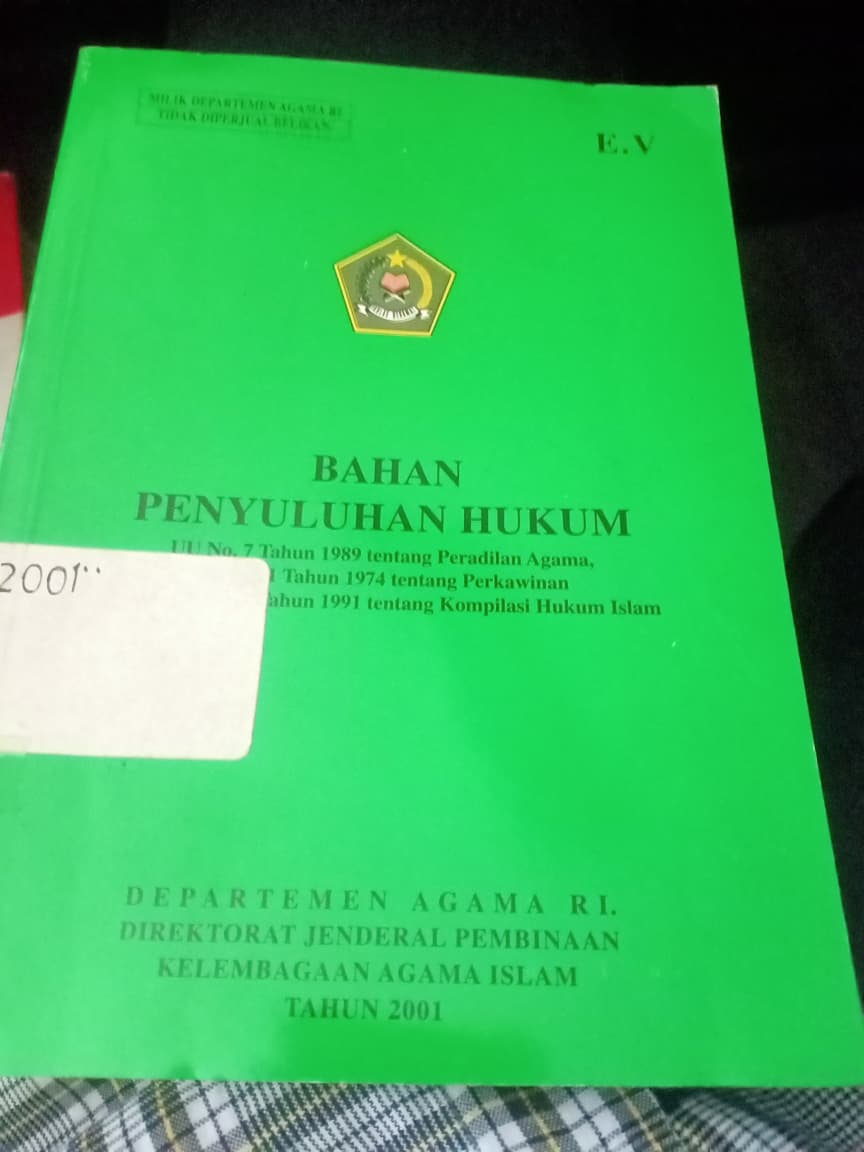 MILIK DEPARTEMEN AGAMA RI
TIDAK DIPERJUAL BELIKAN
E.V
BAHAN
PENYULUHAN HUKUM
UU No. 7 Tahun 1989 tentang Peradilan Agama,
1 Tahun 1974 tentang Perkawinan
ahun 1991 tentang Kompilasi Hukum Islam
2001
DEPARTEMEN AGAMA RI.
DIREKTORAT JENDERAL PEMBINAAN
KELEMBAGAAN AGAMA ISLAM
TAHUN 2001